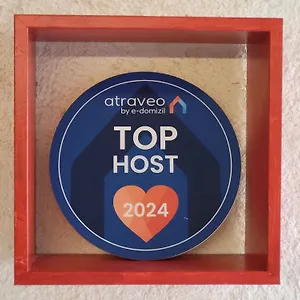 atraveo
by e-domizil
TOP
HOST
2024